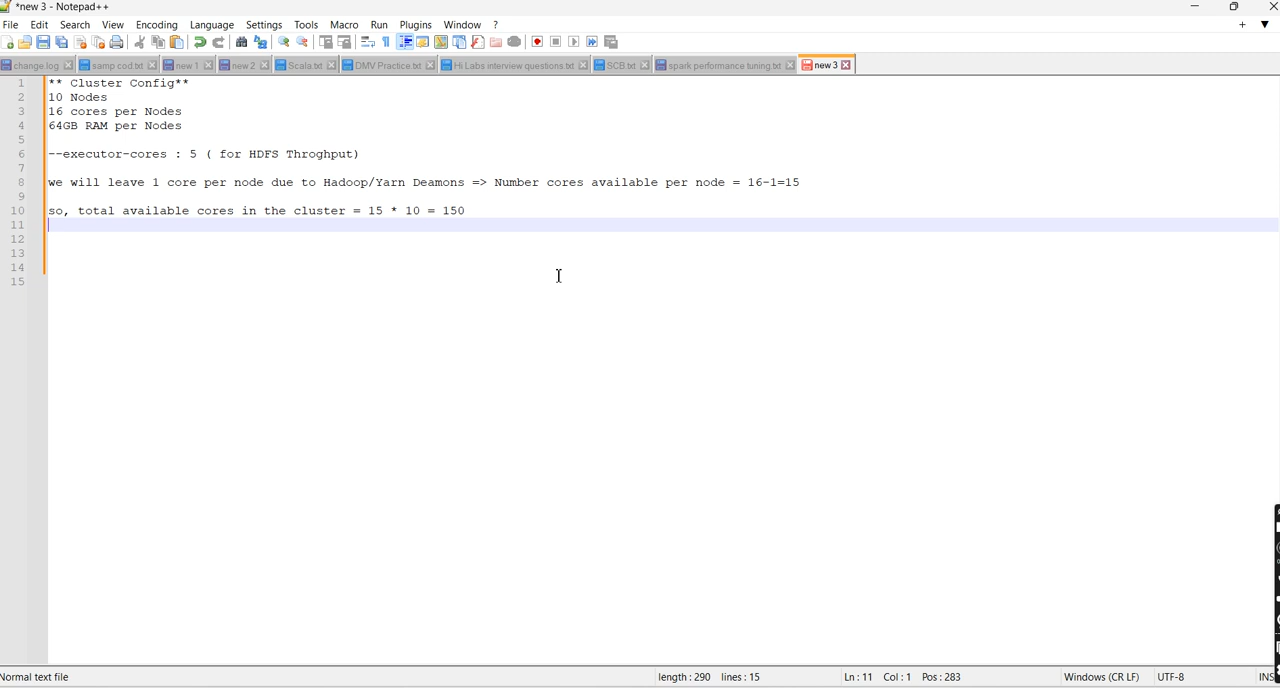 *new 3 - Notepad++
File Edit Search View Encoding Language Settings Tools Macro Run Plugins Window ?
change.log samp cod.txt new 1 new 2 Scala.txt DMV Practice.txt Hi Labs interview questions.txt SCB.txt spark performance tuning.txt new 3
1 ** Cluster Config**
2 10 Nodes
3 16 cores per Nodes
4 64GB RAM per Nodes
5
6 --executor-cores : 5 ( for HDFS Throghput)
7
8 we will leave 1 core per node due to Hadoop/Yarn Deamons => Number cores available per node = 16-1=15
9
10 so, total available cores in the cluster = 15 * 10 = 150
11
12
13
14
15
Normal text file length : 290 lines : 15 Ln : 11 Col : 1 Pos : 283 Windows (CR LF) UTF-8 INS